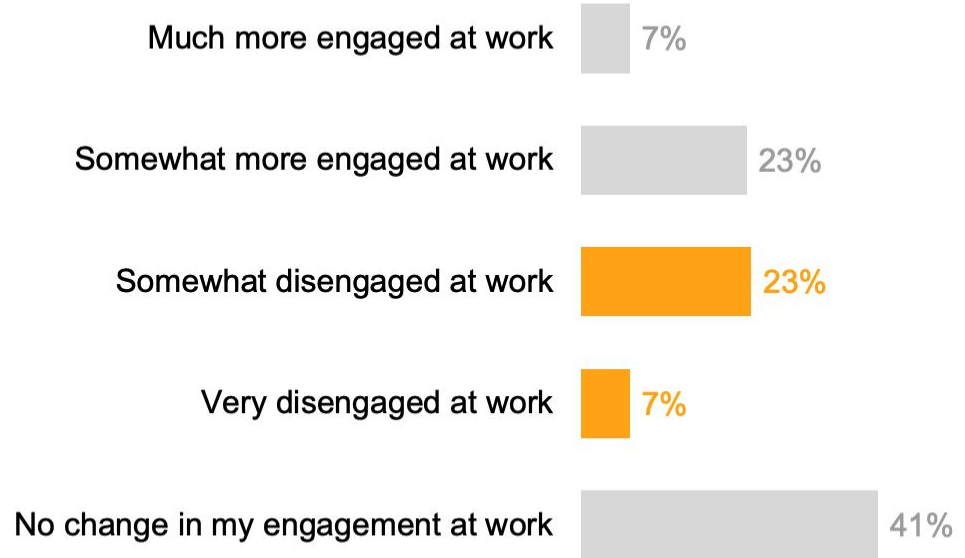 Much more engaged at work 7%
Somewhat more engaged at work 23%
Somewhat disengaged at work 23%
Very disengaged at work 7%
No change in my engagement at work 41%